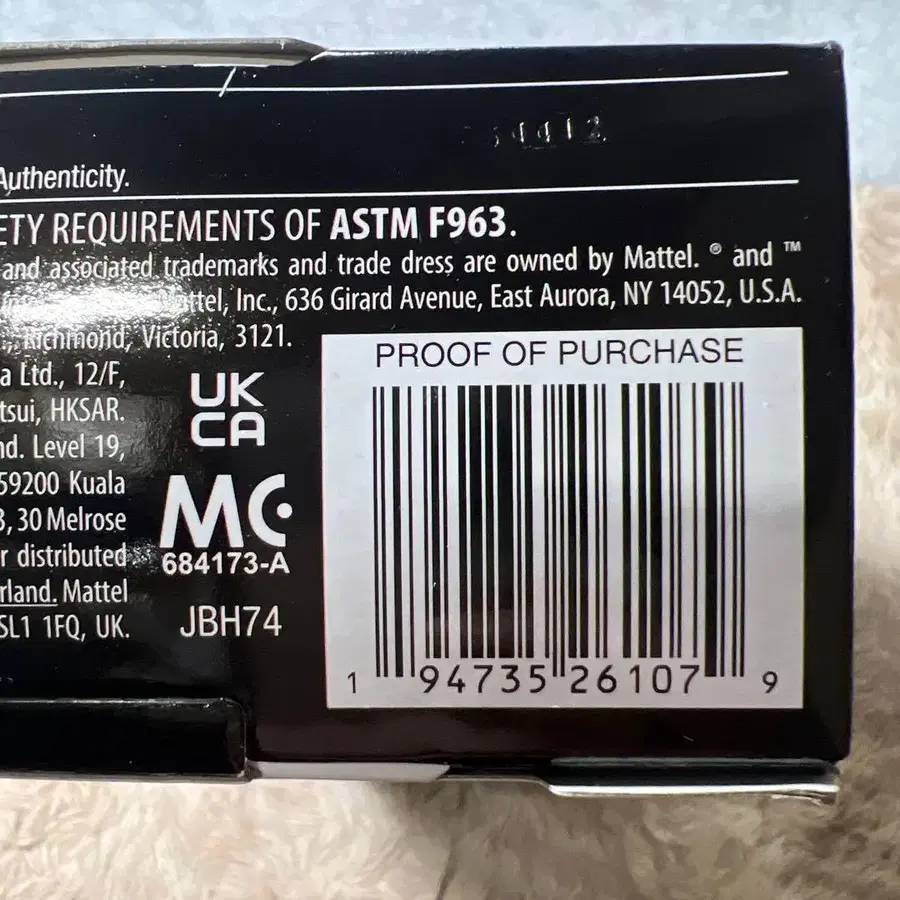 Authenticity.
ETY REQUIREMENTS OF ASTM F963.
and associated trademarks and trade dress are owned by Mattel. ® and ™
Mattel, Inc., 636 Girard Avenue, East Aurora, NY 14052, U.S.A.
Richmond, Victoria, 3121.
a Ltd., 12/F,
tsui, HKSAR.
nd. Level 19,
59200 Kuala
3, 30 Melrose
r distributed
rland. Mattel
SL1 1FQ, UK.
UK
CA
MC
684173-A
JBH74
PROOF OF PURCHASE
1 94735 26107 9